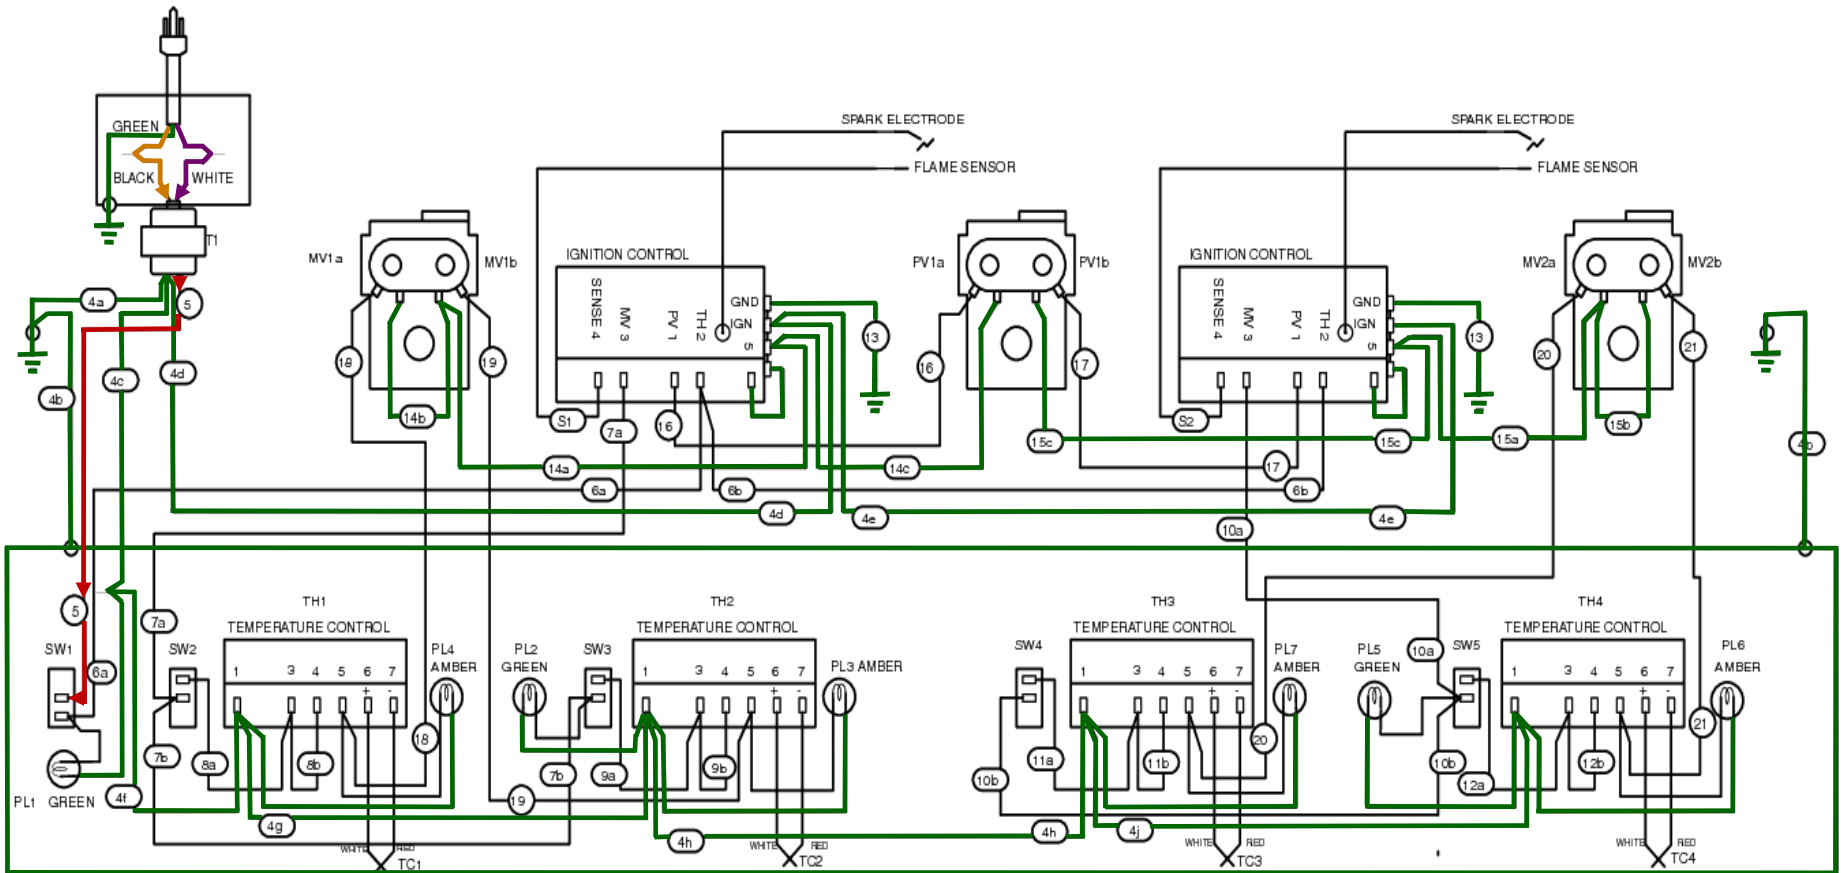 SPARK ELECTRODE
SPARK ELECTRODE
GREEN
FLAME SENSOR
FLAME SENSOR
BLACK
WHITE
T1
MV1a
MV1b
IGNITION CONTROL
PV1a
PV1b
IGNITION CONTROL
MV2a
MV2b
SENSE 4
MV 3
PV 1
TH 2
GND
IGN
5
SENSE 4
MV 3
PV 1
TH 2
GND
IGN
5
4a
5
13
13
18
19
16
17
20
21
4c
4d
4b
14b
S1
7a
16
S2
15b
15c
15c
15a
4b
14a
14c
17
6a
6b
6b
4d
4e
4e
10a
5
7a
TH1
TH2
TH3
TH4
TEMPERATURE CONTROL
TEMPERATURE CONTROL
TEMPERATURE CONTROL
TEMPERATURE CONTROL
SW1
SW2
PL4
AMBER
PL2
GREEN
SW3
PL3 AMBER
SW4
PL7
AMBER
PL5
GREEN
10a
SW5
PL6
AMBER
6a
1 3 4 5 6 7
1 3 4 5 6 7
1 3 4 5 6 7
1 3 4 5 6 7
+ -
+ -
+ -
+ -
18
20
21
7b
8a
8b
7b
9a
9b
10b
11a
11b
10b
12a
12b
PL1 GREEN
4f
19
4g
4h
4h
4j
WHITE
RED
TC1
WHITE
RED
TC2
WHITE
RED
TC3
WHITE
RED
TC4